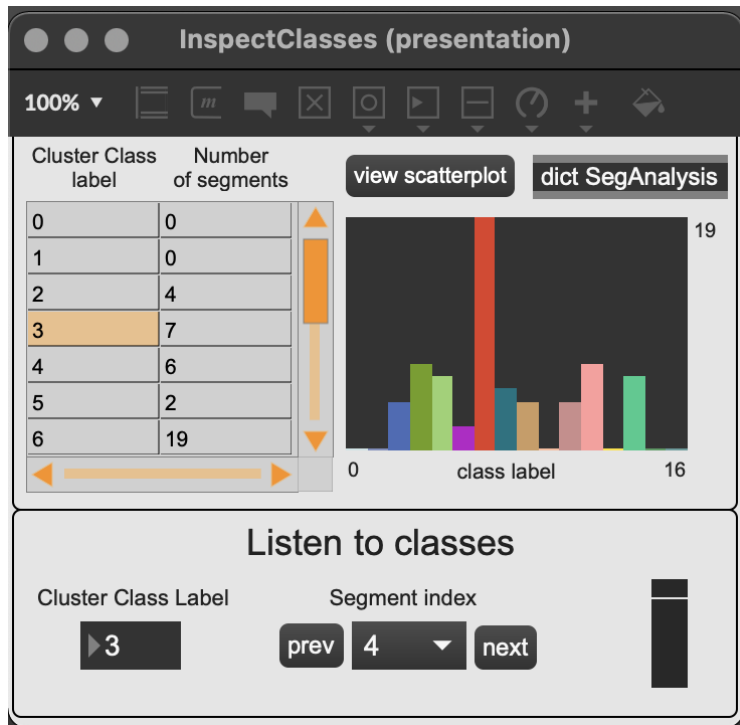 InspectClasses (presentation)
100%
m
Cluster Class
label
Number
of segments
view scatterplot
dict SegAnalysis
0 0
1 0
2 4
3 7
4 6
5 2
6 19
19
0 class label 16
Listen to classes
Cluster Class Label
Segment index
3
prev 4 next